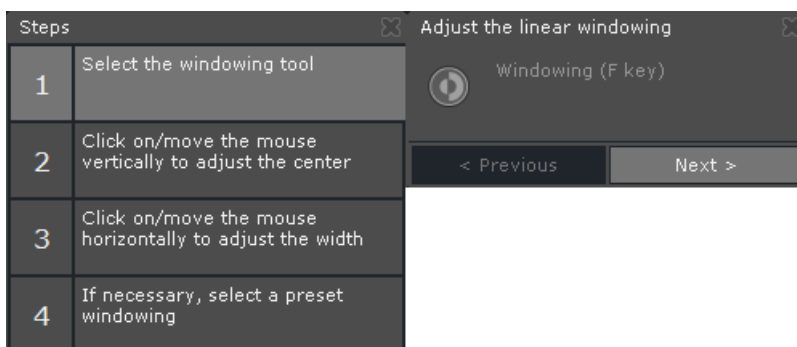 Steps
1
Select the windowing tool
2
Click on/move the mouse
vertically to adjust the center
3
Click on/move the mouse
horizontally to adjust the width
4
If necessary, select a preset
windowing
Adjust the linear windowing
Windowing (F key)
< Previous
Next >